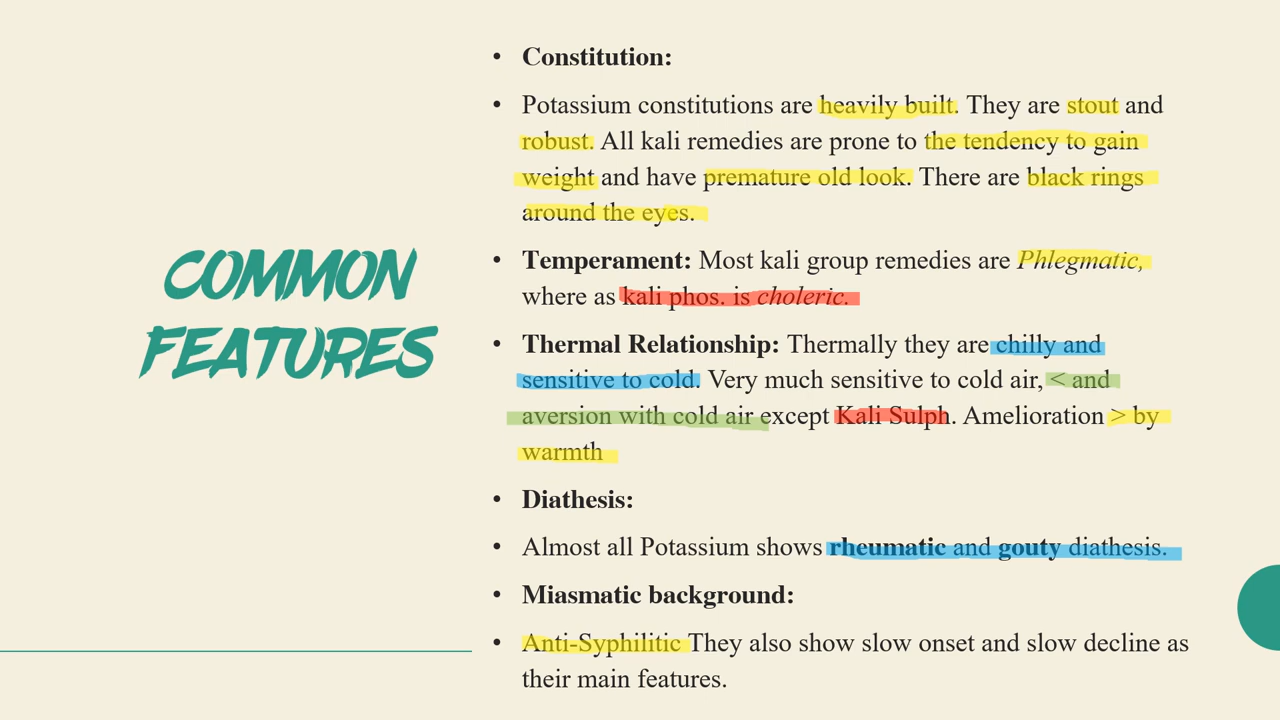 COMMON
FEATURES
• Constitution:
• Potassium constitutions are heavily built. They are stout and
robust. All kali remedies are prone to the tendency to gain
weight and have premature old look. There are black rings
around the eyes.
• Temperament: Most kali group remedies are Phlegmatic,
where as kali phos. is choleric.
• Thermal Relationship: Thermally they are chilly and
sensitive to cold. Very much sensitive to cold air, < and
aversion with cold air except Kali Sulph. Amelioration > by
warmth
• Diathesis:
• Almost all Potassium shows rheumatic and gouty diathesis.
• Miasmatic background:
• Anti-Syphilitic They also show slow onset and slow decline as
their main features.